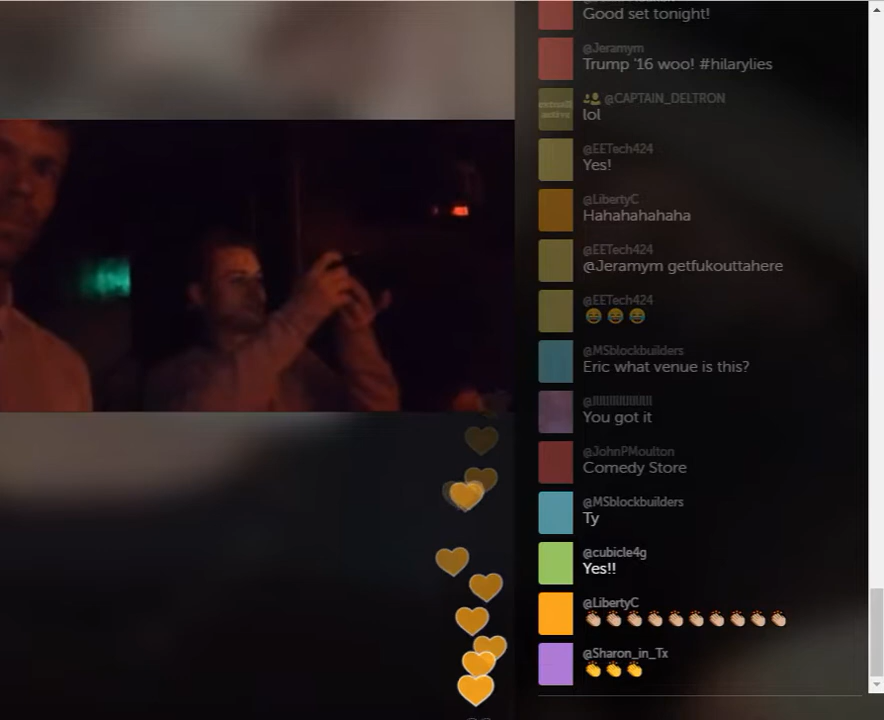 Good set tonight!
@Jeramym
Trump '16 woo! #hilarylies
@CAPTAIN_DELTRON
lol
@EETech424
Yes!
@LibertyC
Hahahahahaha
@EETech424
@Jeramym getfukouttahere
@EETech424
😂 😂 😂
@MSblockbuilders
Eric what venue is this?
You got it
@JohnPMoulton
Comedy Store
@MSblockbuilders
Ty
@cubicle4g
Yes!!
@LibertyC
👏🏼 👏🏼 👏🏼 👏🏼 👏🏼 👏🏼 👏🏼 👏🏼 👏🏼 👏🏼
@Sharon_in_Tx
👏 👏 👏